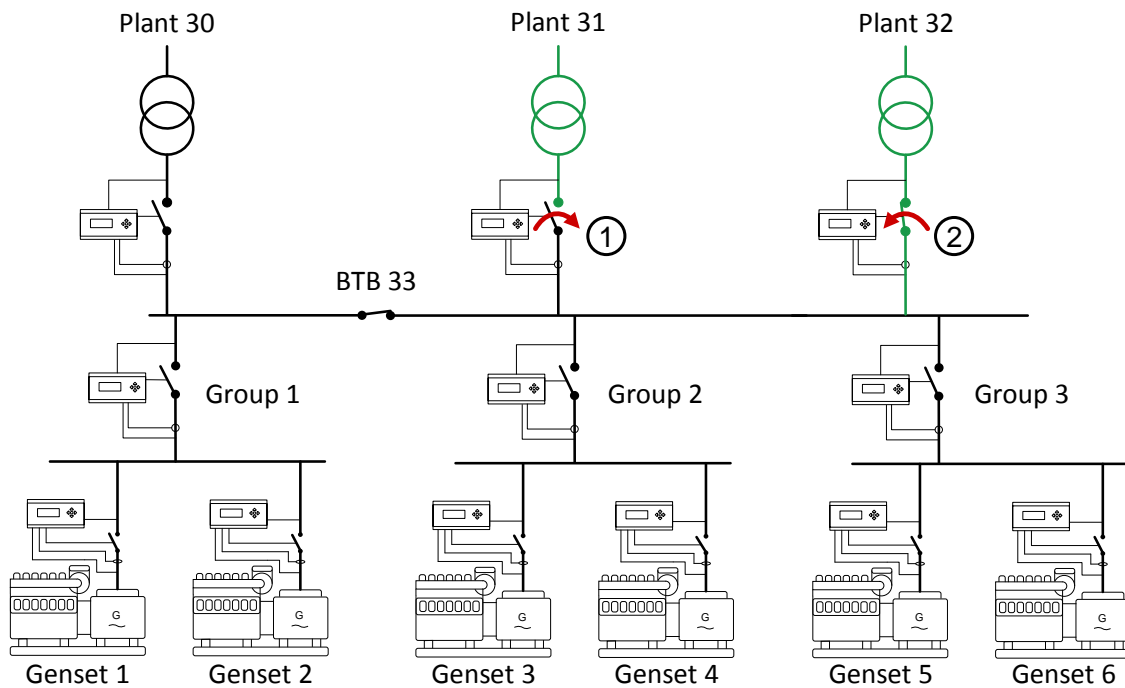 Plant 30
Plant 31
Plant 32
1
2
BTB 33
Group 1
Group 2
Group 3
G
G
G
G
G
G
Genset 1
Genset 2
Genset 3
Genset 4
Genset 5
Genset 6